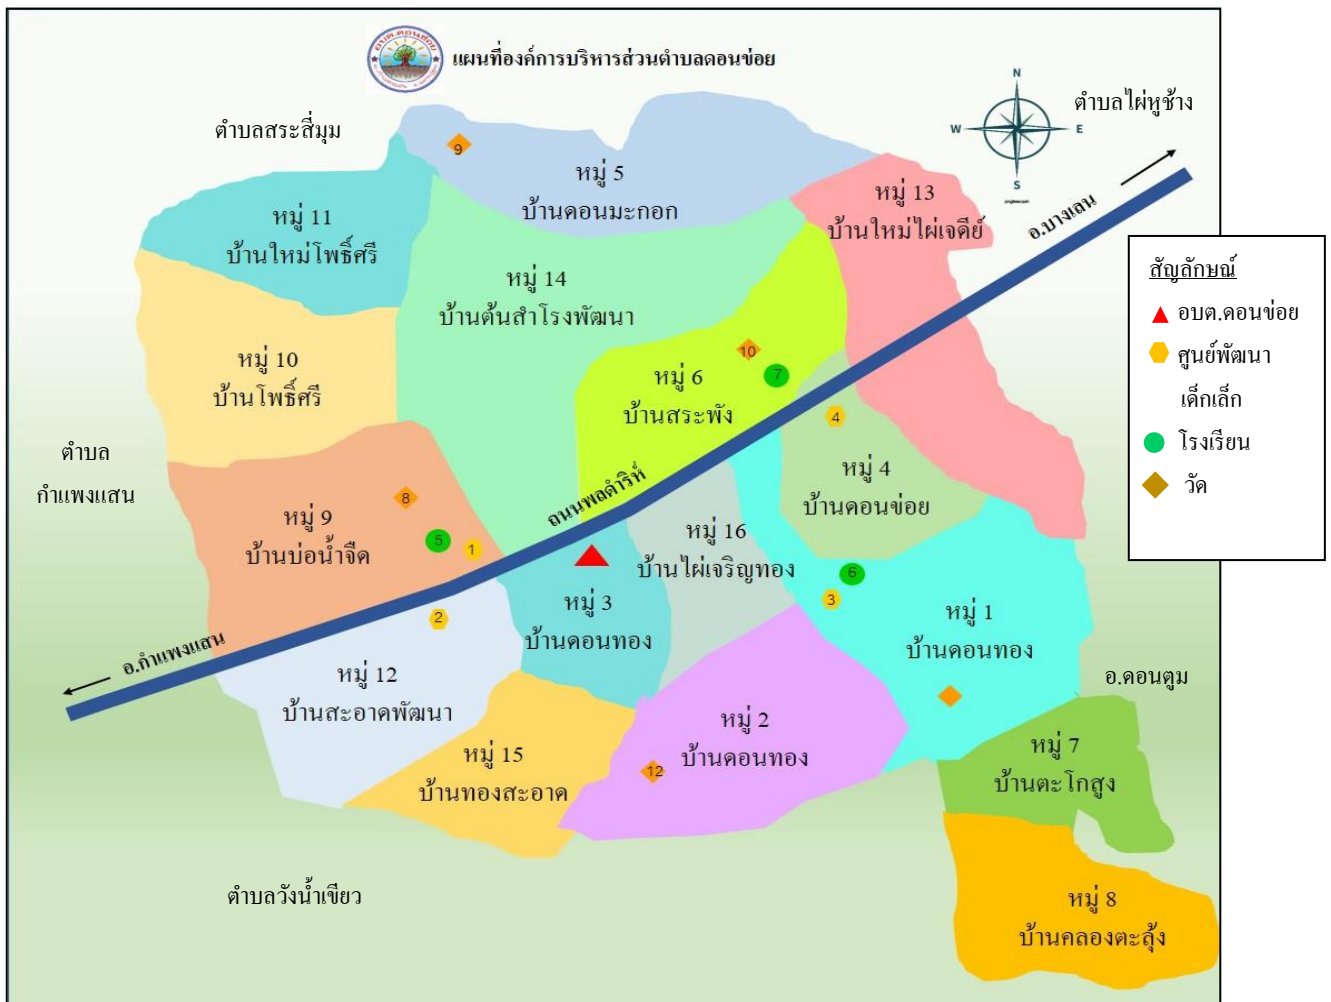 แผนที่องค์การบริหารส่วนตำบลดอนข่อย
N
W
E
S
ตำบลไผ่หูช้าง
ตำบลสระสี่มุม
9
หมู่ 5
บ้านดอนมะกอก
หมู่ 13
บ้านใหม่ไผ่เจดีย์
อ.บางเลน
หมู่ 11
บ้านใหม่โพธิ์ศรี
หมู่ 14
บ้านต้นสำโรงพัฒนา
สัญลักษณ์
อบต.ดอนข่อย
ศูนย์พัฒนา
เด็กเล็ก
โรงเรียน
วัด
หมู่ 10
บ้านโพธิ์ศรี
10
7
หมู่ 6
บ้านสระพัง
4
ตำบล
กำแพงแสน
หมู่ 4
บ้านดอนข่อย
ถนนพลดำริห์
8
หมู่ 9
บ้านบ่อน้ำจืด
5
1
หมู่ 16
บ้านไผ่เจริญทอง
6
3
หมู่ 3
บ้านดอนทอง
หมู่ 1
บ้านดอนทอง
2
อ.กำแพงแสน
หมู่ 12
บ้านสะอาดพัฒนา
อ.ดอนตูม
หมู่ 2
บ้านดอนทอง
12
หมู่ 15
บ้านทองสะอาด
หมู่ 7
บ้านตะโกสูง
ตำบลวังน้ำเขียว
หมู่ 8
บ้านคลองตะลุ้ง